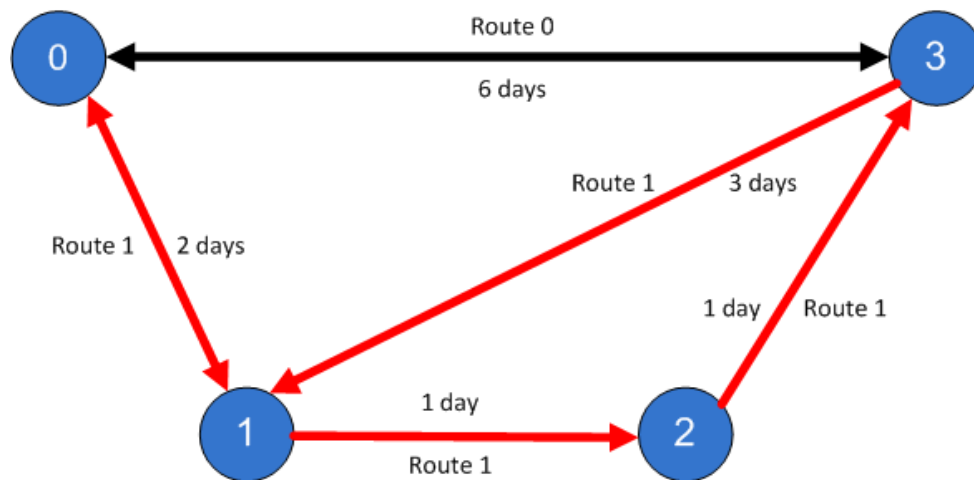 Route 0
0
3
6 days
Route 1
3 days
Route 1
2 days
1 day
Route 1
1 day
1
2
Route 1